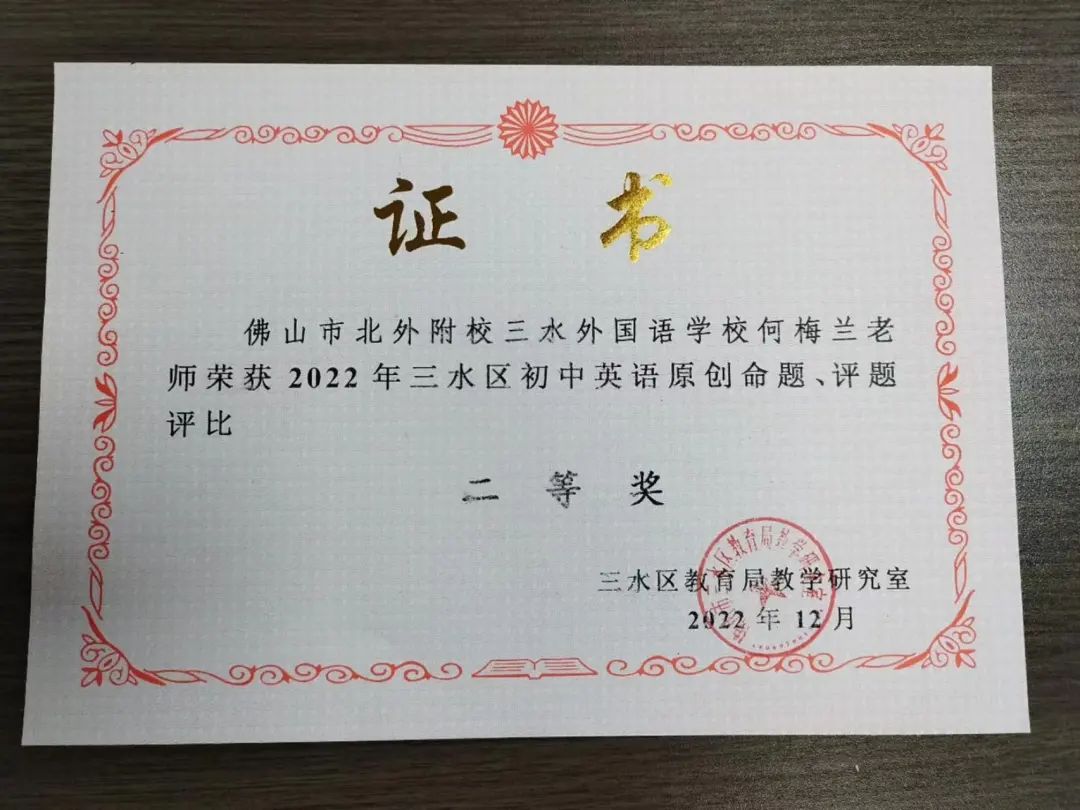 证书
佛山市北外附校三水外国语学校何梅兰老
师荣获 2022 年三水区初中英语原创命题、评题
评比
二等奖
三水区教育局教学研究室
2022 年 12 月